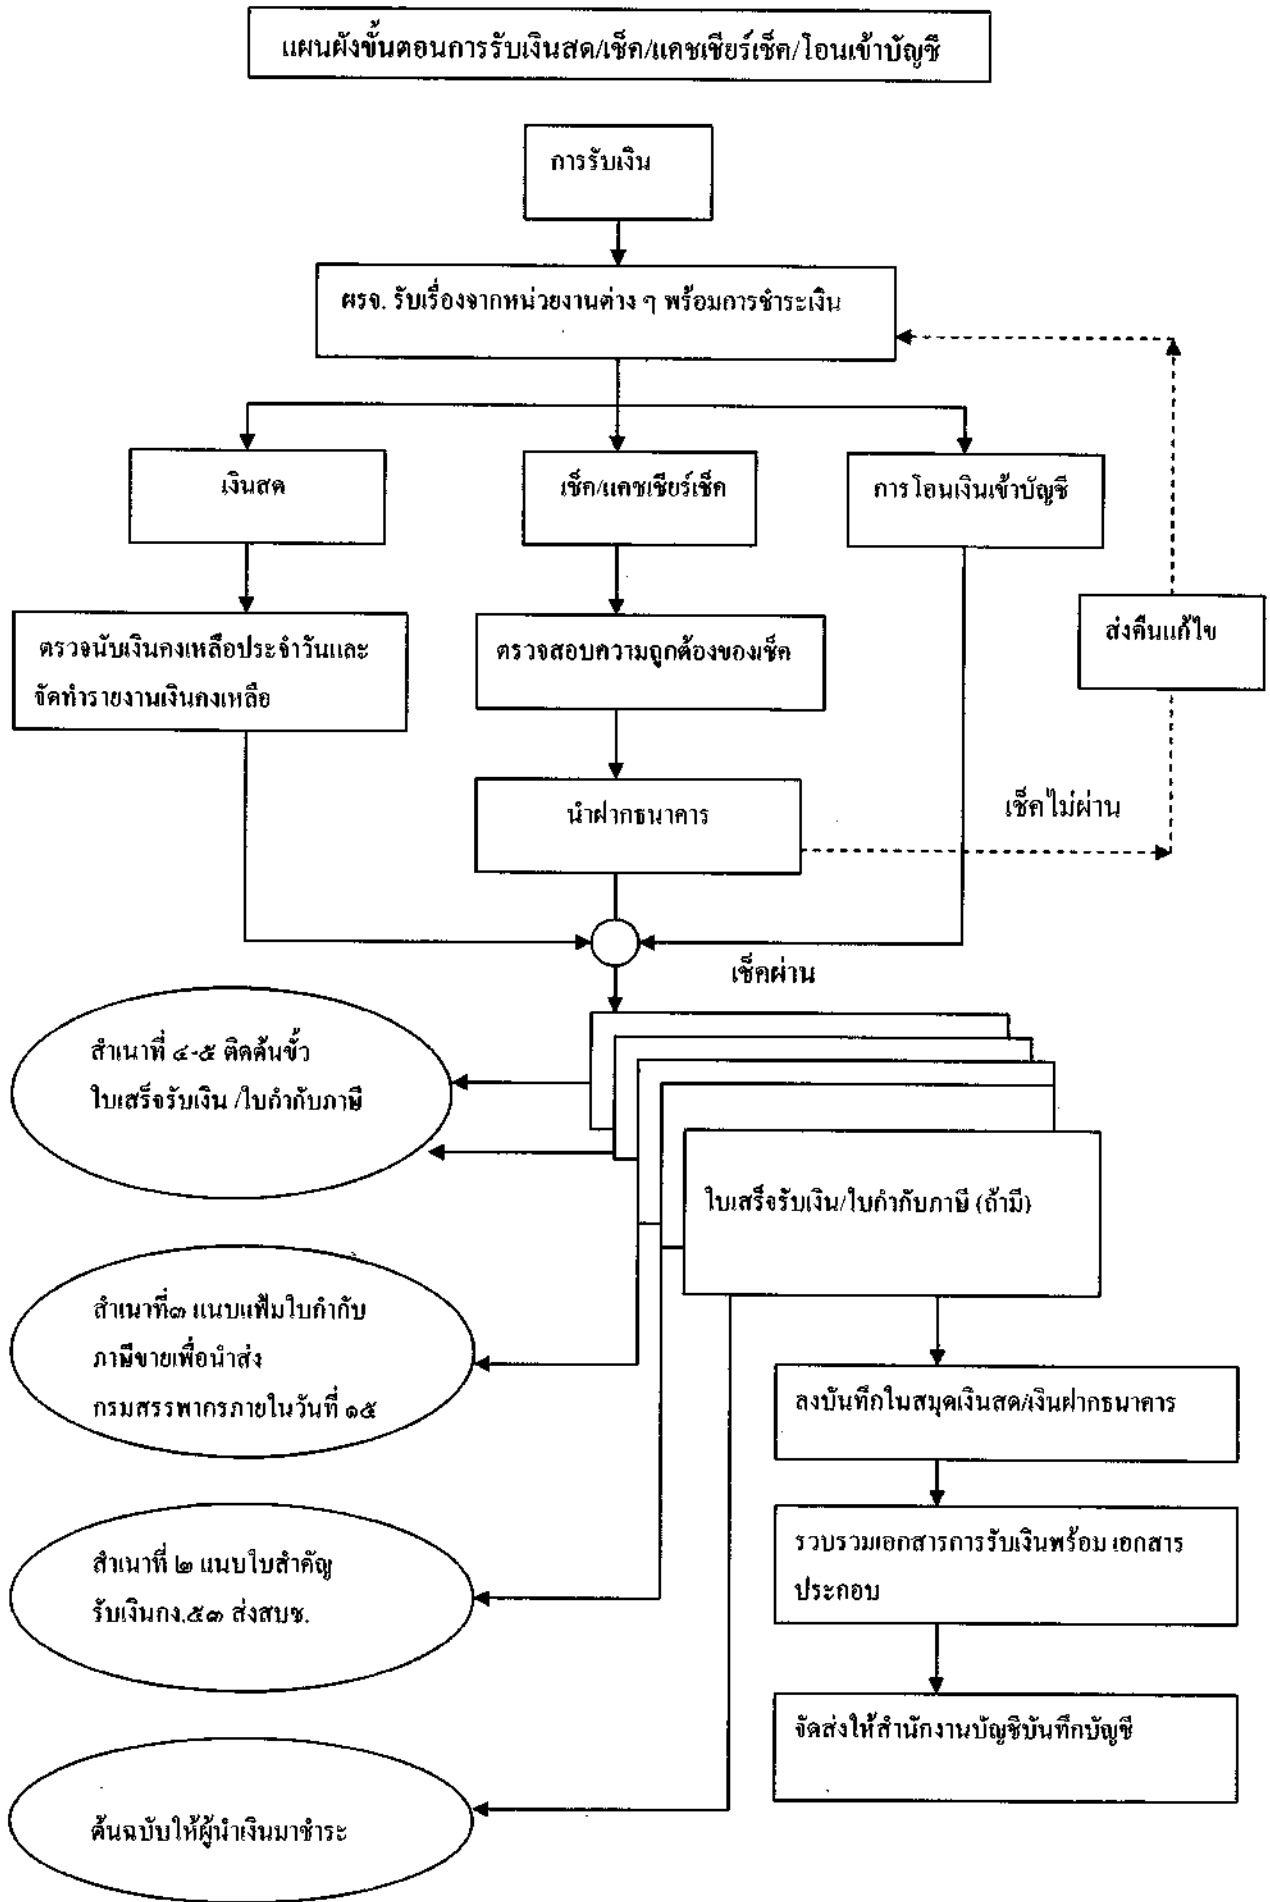 แผนผังขั้นตอนการรับเงินสด/เช็ค/แคชเชียร์เช็ค/โอนเข้าบัญชี
การรับเงิน
ผรจ. รับเรื่องจากหน่วยงานต่าง ๆ พร้อมการชำระเงิน
เงินสด
เช็ค/แคชเชียร์เช็ค
การโอนเงินเข้าบัญชี
ส่งคืนแก้ไข
ตรวจนับเงินคงเหลือประจำวันและ
จัดทำรายงานเงินคงเหลือ
ตรวจสอบความถูกต้องของเช็ค
นำฝากธนาคาร
เช็คไม่ผ่าน
เช็คผ่าน
สำเนาที่ ๔-๕ ติดต้นขั้ว
ใบเสร็จรับเงิน /ใบกำกับภาษี
ใบเสร็จรับเงิน/ใบกำกับภาษี (ถ้ามี)
สำเนาที่๓ แนบแฟ้มใบกำกับ
ภาษีขายเพื่อนำส่ง
กรมสรรพากรภายในวันที่ ๑๕
ลงบันทึกในสมุดเงินสด/เงินฝากธนาคาร
สำเนาที่ ๒ แนบใบสำคัญ
รับเงินกง.๕๓ ส่งสบช.
รวบรวมเอกสารการรับเงินพร้อม เอกสาร
ประกอบ
จัดส่งให้สำนักงานบัญชีบันทึกบัญชี
ต้นฉบับให้ผู้นำเงินมาชำระ